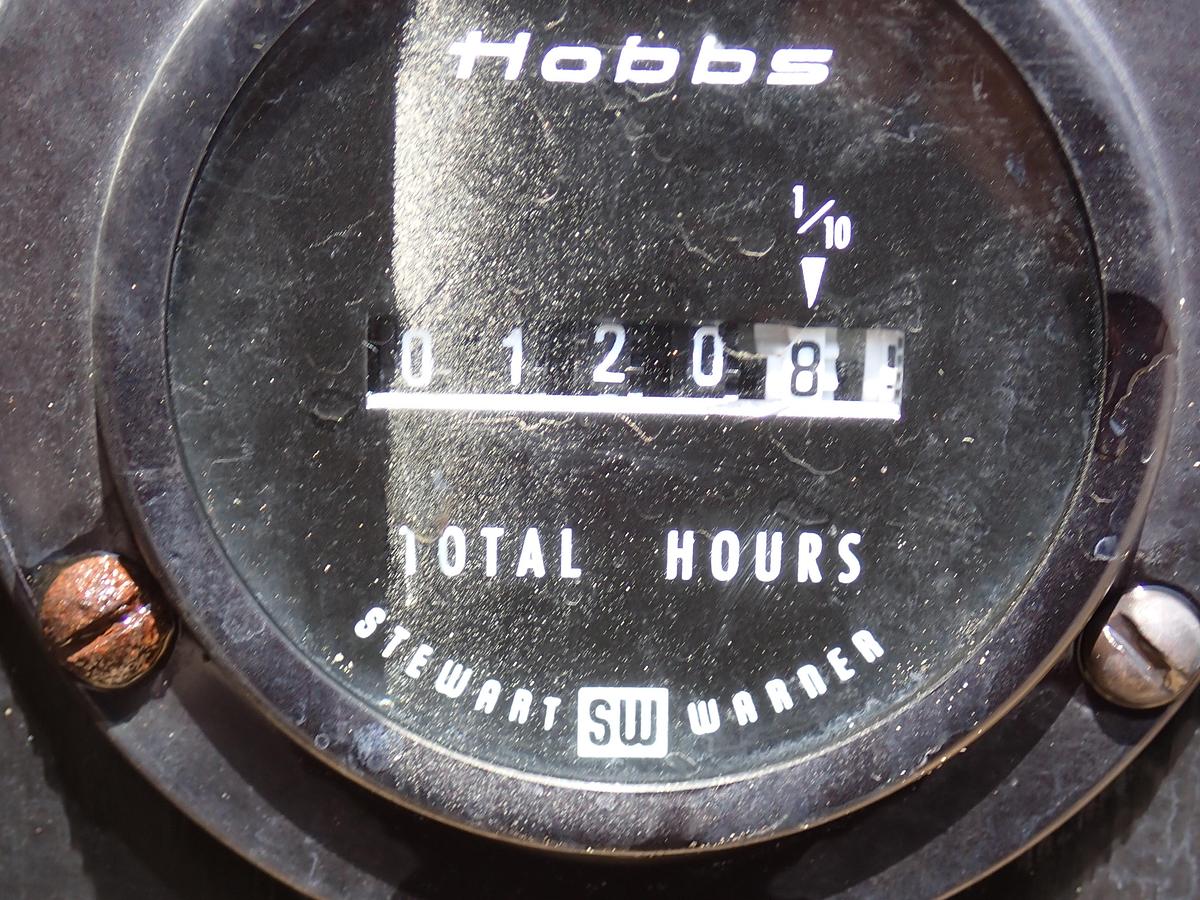 Hobbs
1/10
0 1 2 0 8
TOTAL HOURS
STEWART SW WARNER